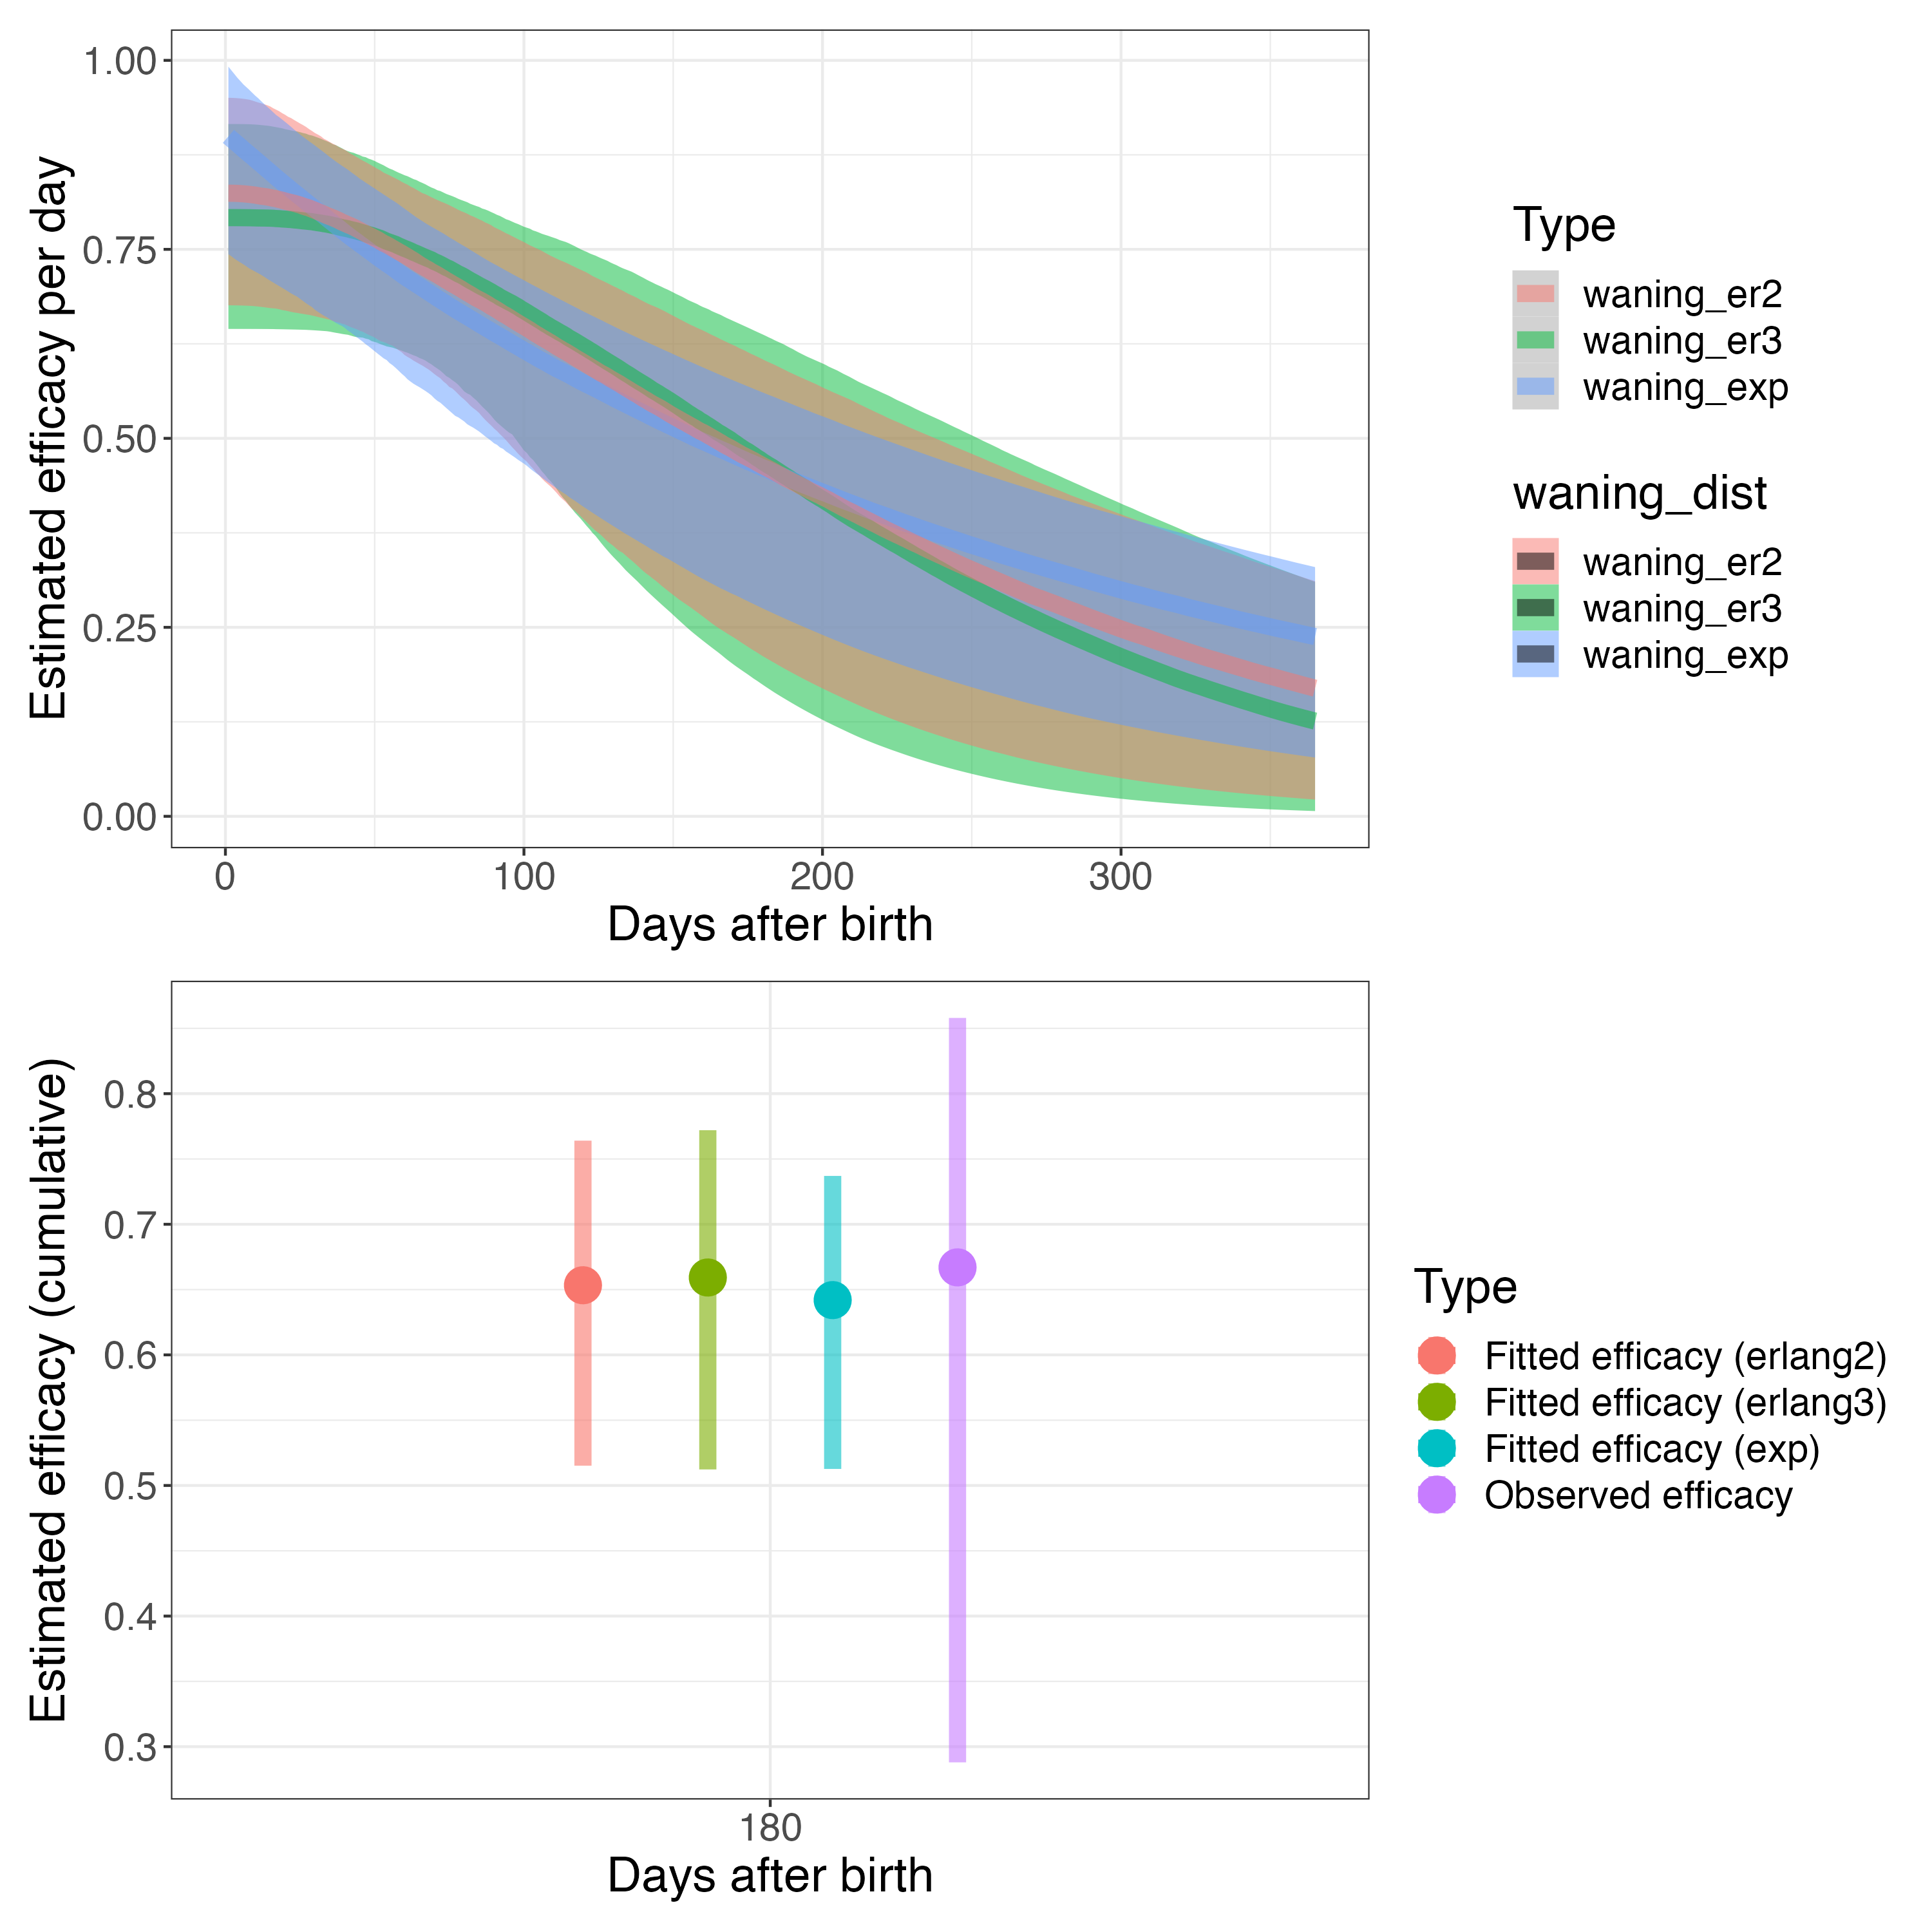 Estimated efficacy per day
1.00
0.75
0.50
0.25
0.00
0 100 200 300
Days after birth
Type
waning_er2
waning_er3
waning_exp
waning_dist
waning_er2
waning_er3
waning_exp
Estimated efficacy (cumulative)
0.8
0.7
0.6
0.5
0.4
0.3
180
Days after birth
Type
Fitted efficacy (erlang2)
Fitted efficacy (erlang3)
Fitted efficacy (exp)
Observed efficacy